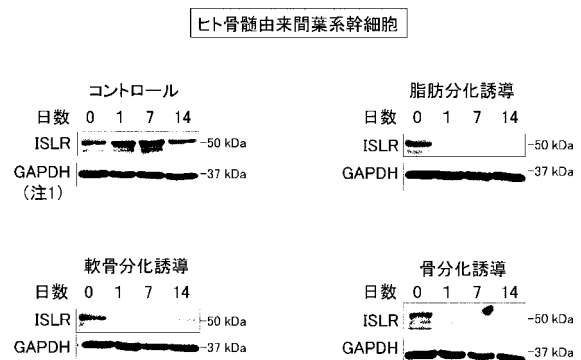 ヒト骨髄由来間葉系幹細胞
コントロール
日数 0 1 7 14
ISLR -50 kDa
GAPDH -37 kDa
(注1)
脂肪分化誘導
日数 0 1 7 14
ISLR -50 kDa
GAPDH -37 kDa
軟骨分化誘導
日数 0 1 7 14
ISLR -50 kDa
GAPDH -37 kDa
骨分化誘導
日数 0 1 7 14
ISLR -50 kDa
GAPDH -37 kDa